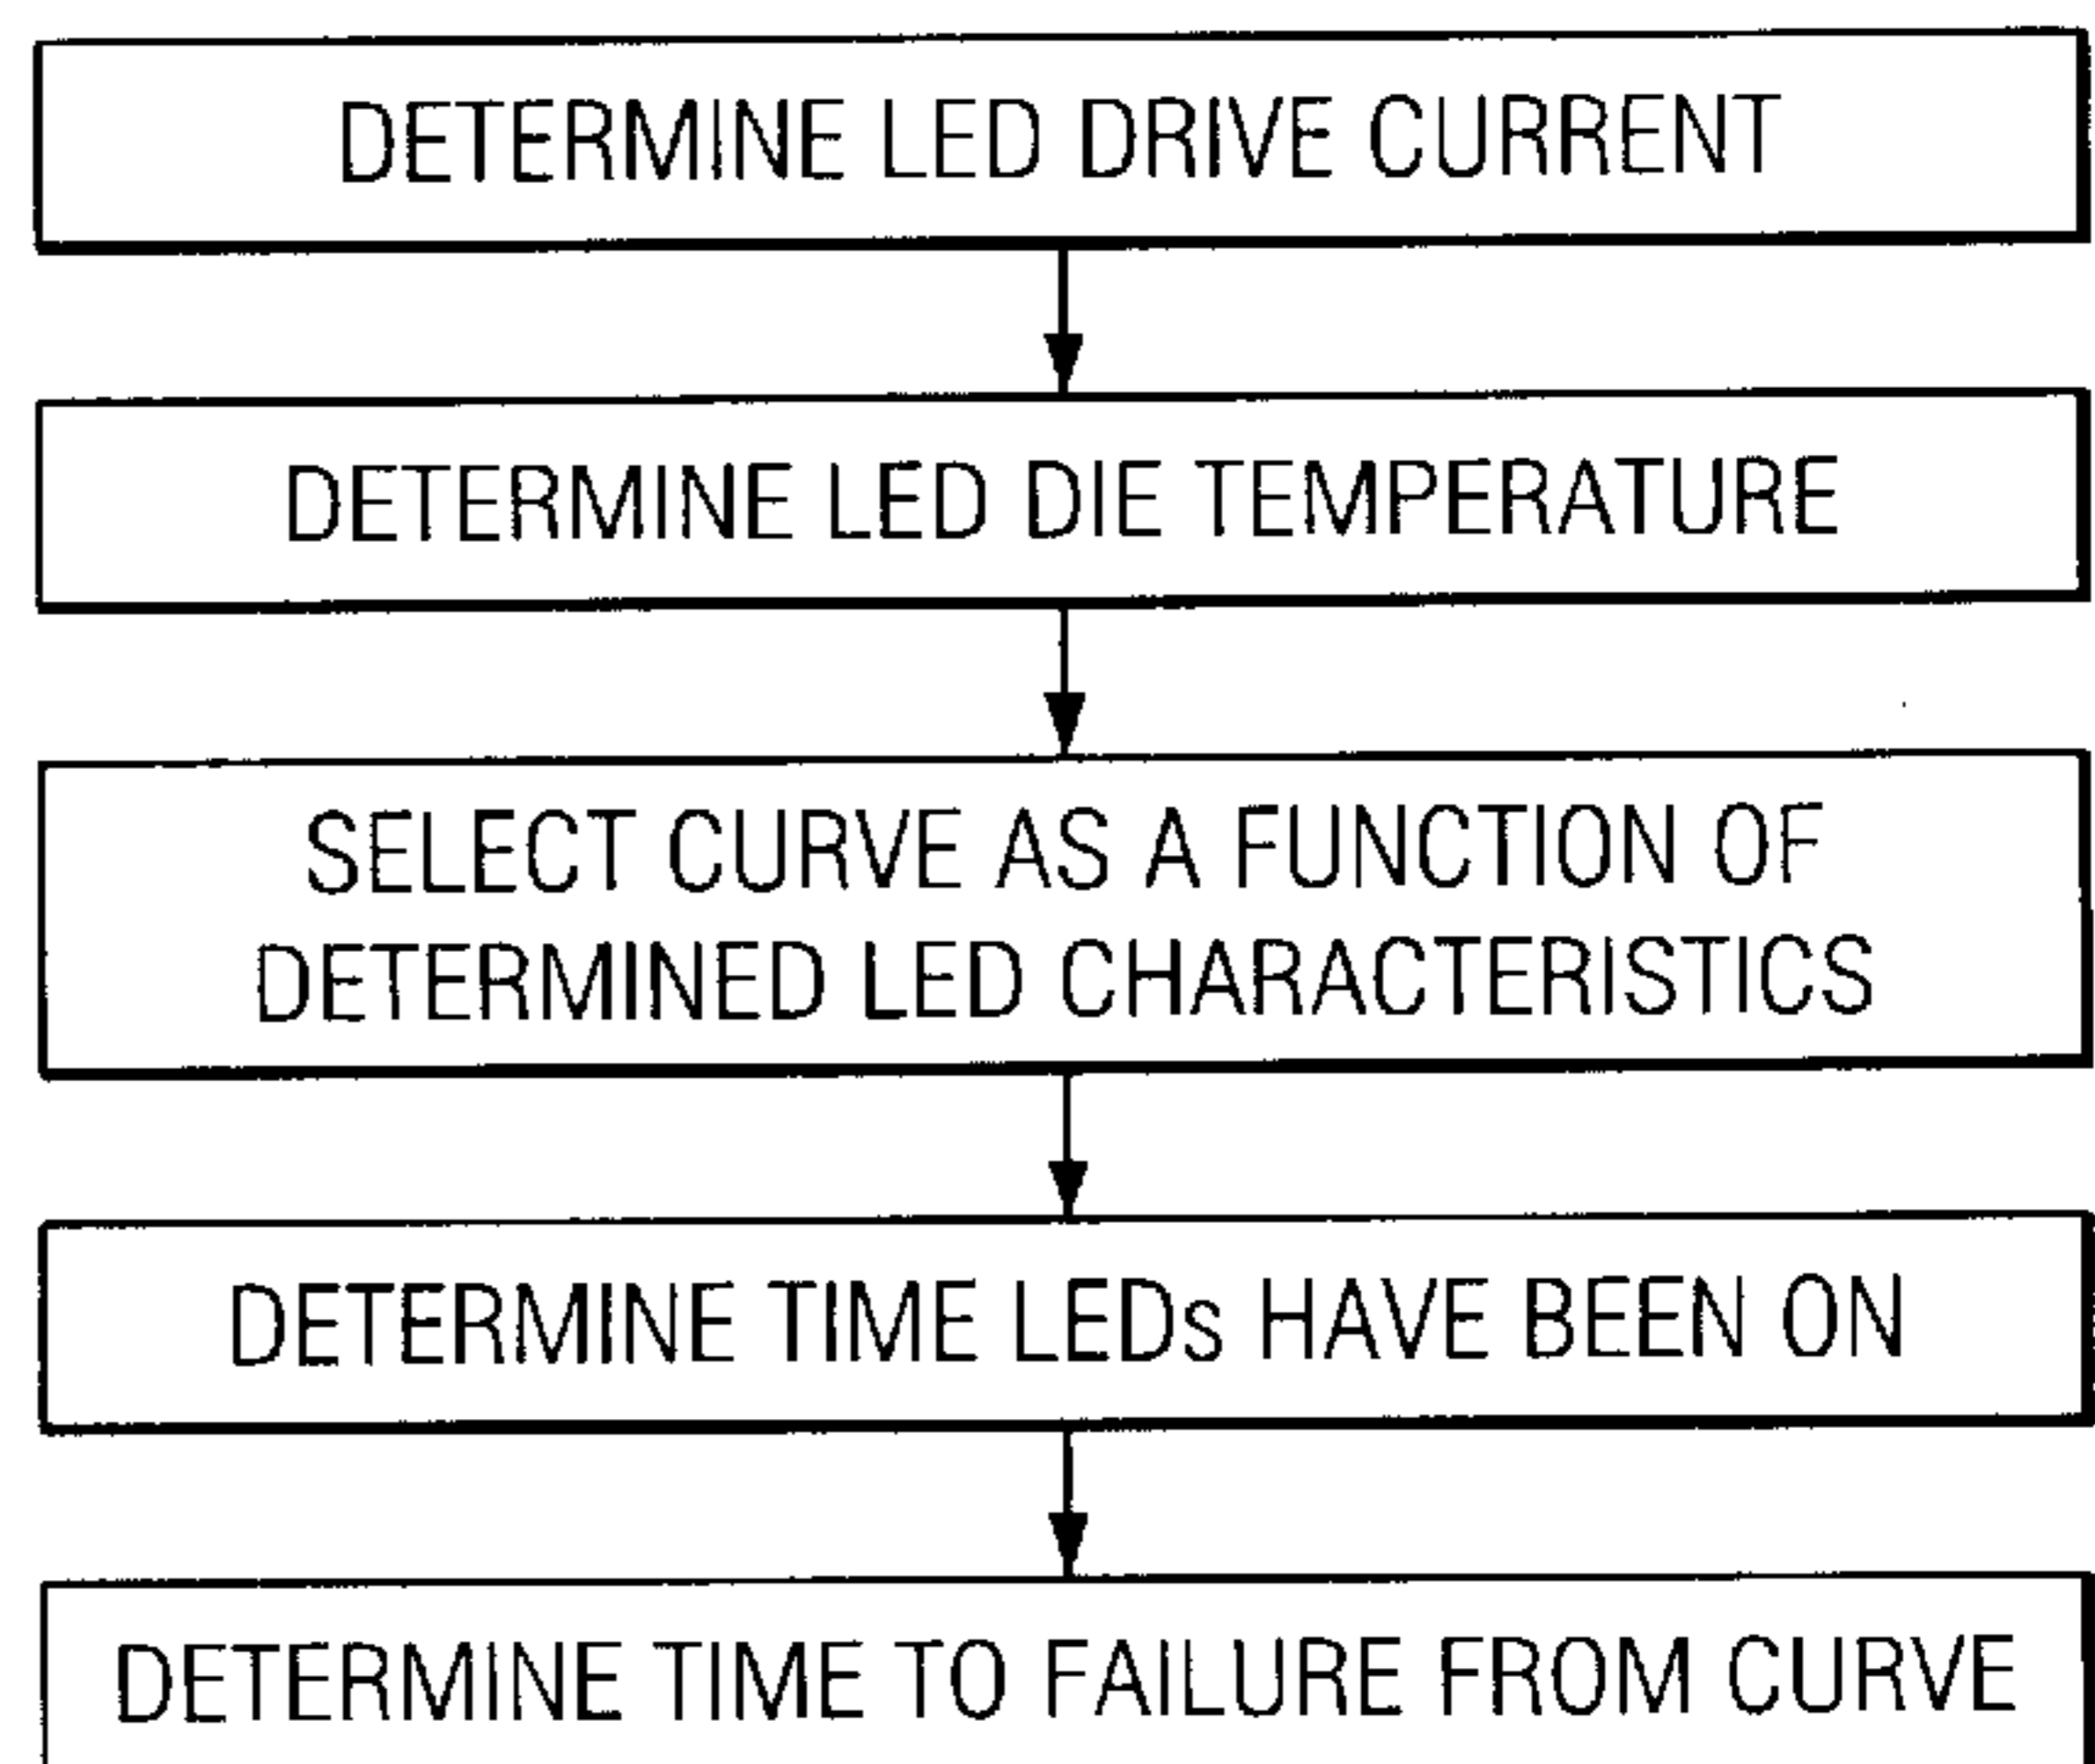 DETERMINE LED DRIVE CURRENT
DETERMINE LED DIE TEMPERATURE
SELECT CURVE AS A FUNCTION OF
DETERMINED LED CHARACTERISTICS
DETERMINE TIME LEDs HAVE BEEN ON
DETERMINE TIME TO FAILURE FROM CURVE